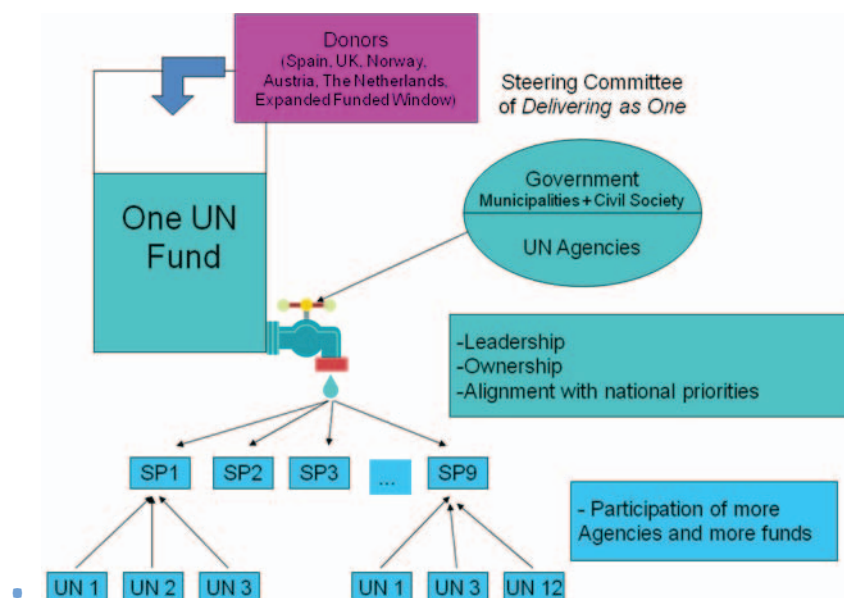 Donors
(Spain, UK, Norway,
Austria, The Netherlands,
Expanded Funded Window)
Steering Committee
of Delivering as One
Government
Municipalities + Civil Society
UN Agencies
One UN
Fund
-Leadership
-Ownership
-Alignment with national priorities
SP1 SP2 SP3 ... SP9
- Participation of more
Agencies and more funds
UN 1 UN 2 UN 3 UN 1 UN 3 UN 12